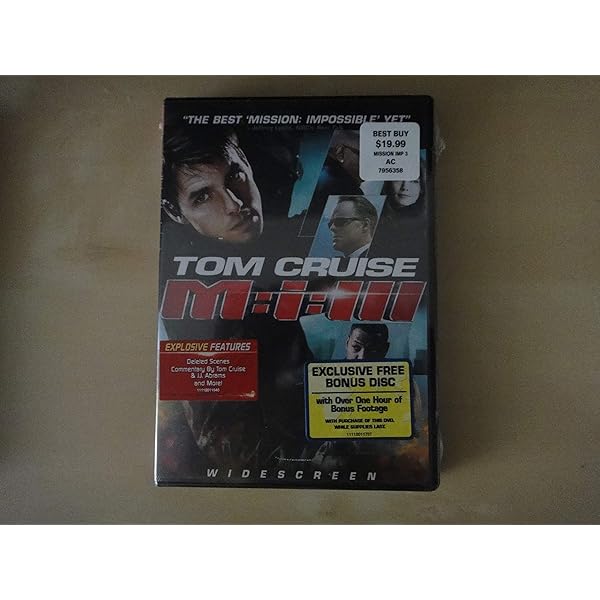 "THE BEST 'MISSION: IMPOSSIBLE' YET"
BEST BUY
$19.99
MISSION IMP 3
AC
7956358
TOM CRUISE
M:i:III
EXPLOSIVE FEATURES
Deleted Scenes
Commentary By Tom Cruise
& J.J. Abrams
and More!
EXCLUSIVE FREE
BONUS DISC
with Over One Hour of
Bonus Footage
WITH PURCHASE OF THIS DVD.
WHILE SUPPLIES LAST.
WIDESCREEN